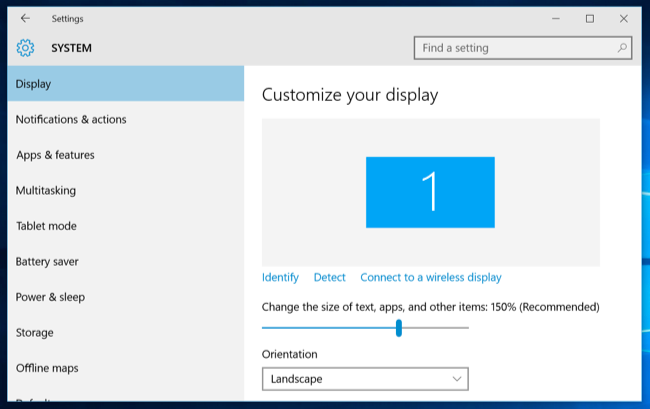 Settings
SYSTEM
Find a setting
Display
Notifications & actions
Apps & features
Multitasking
Tablet mode
Battery saver
Power & sleep
Storage
Offline maps
Customize your display
1
Identify Detect Connect to a wireless display
Change the size of text, apps, and other items: 150% (Recommended)
Orientation
Landscape